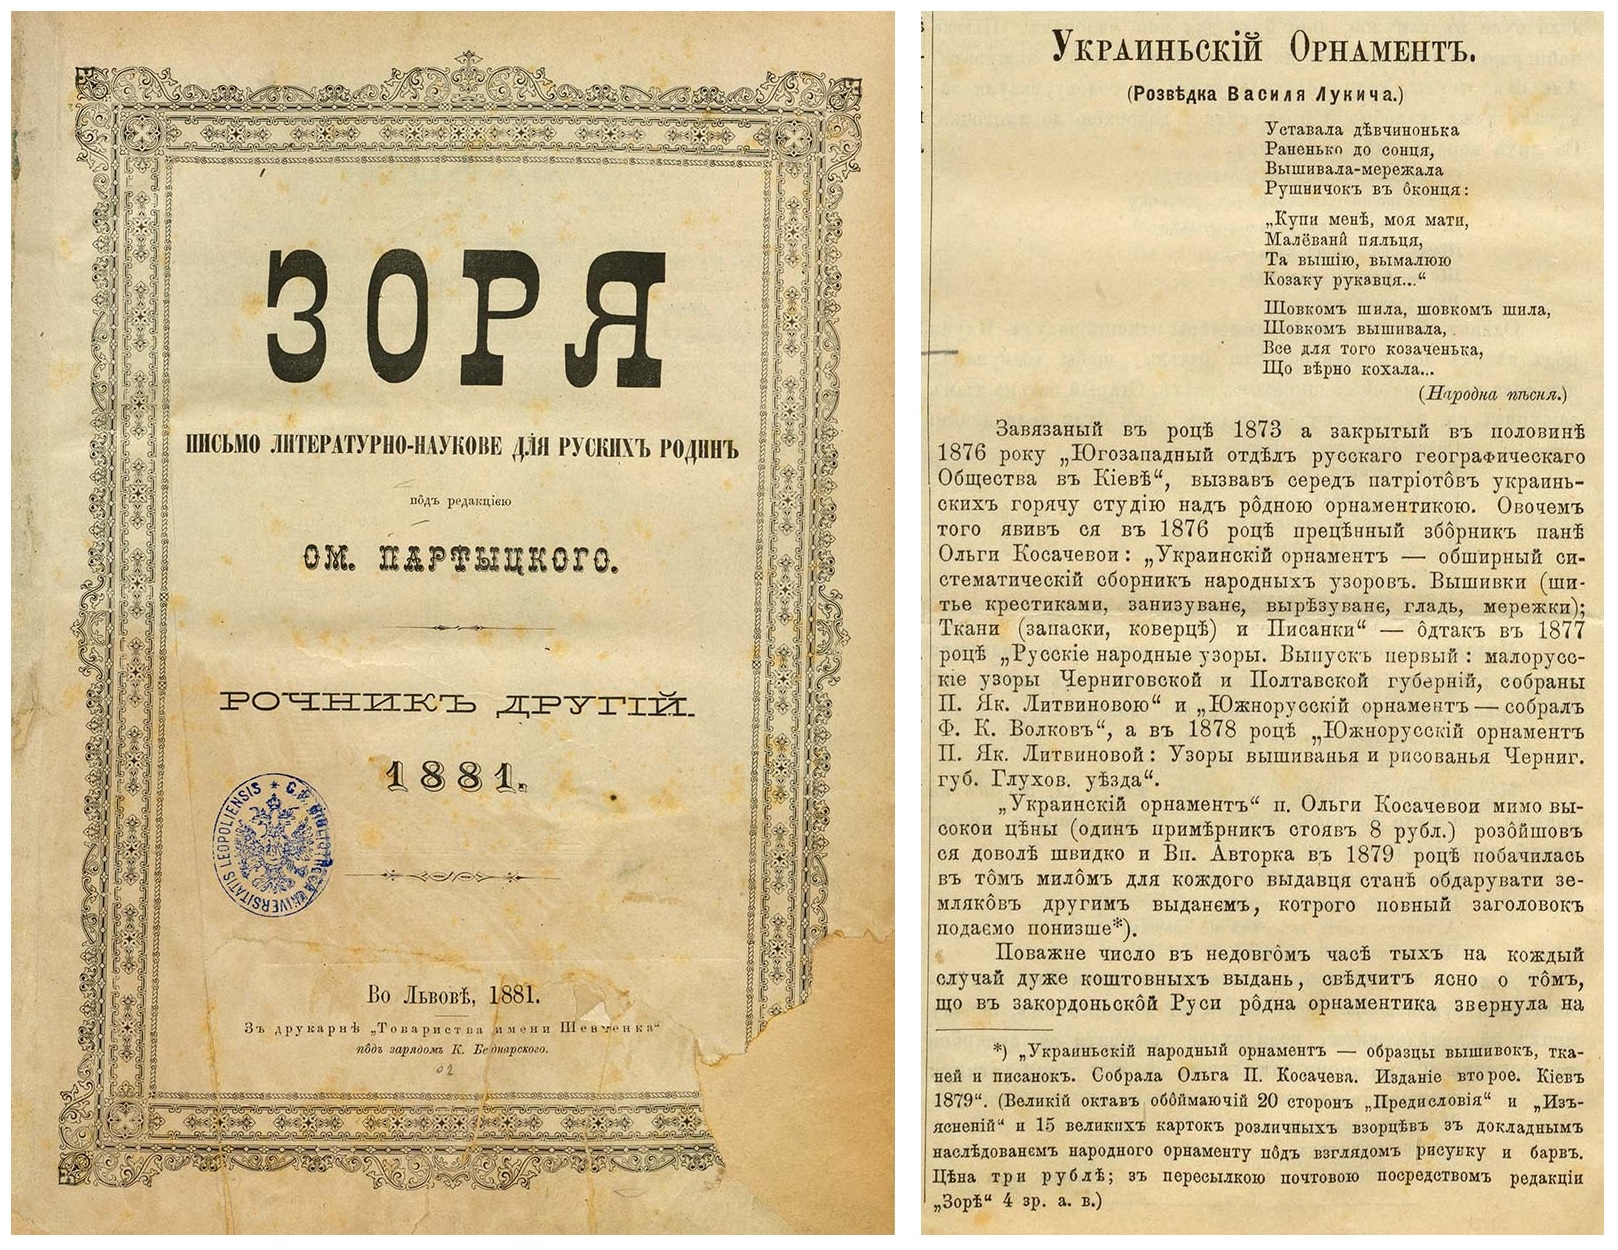 ЗОРЯ
ПИСЬМО ЛИТЕРАТУРНО-НАУКОВЕ ДЛЯ РУСКИХЪ РОДИНЪ
пôдъ редакцією
ОМ. ПАРТЫЦКОГО.
РОЧНИКЪ ДРУГІЙ.
1881.
UNIVERSITATIS LEOPOLIENSIS
Во Львовѣ, 1881.
Зъ друкарнѣ „Товариства имени Шевченка“
пôдъ зарядомъ К. Беднарского.
Украиньскій Орнаментъ.
(Розвѣдка Василя Лукича.)
Уставала дѣвчинонька
Раненько до сонця,
Вышивала-мережала
Рушничокъ въ ôконця:
„Купи менѣ, моя мати,
Малёванû пяльця,
Та вышію, вымалюю
Козаку рукавця...“
Шовкомъ шила, шовкомъ шила,
Шовкомъ вышивала,
Все для того козаченька,
Що вѣрно кохала...
(Народна пѣсня.)
Завязаный въ роцѣ 1873 а закрытый въ половинѣ
1876 року „Югозападный отдѣлъ русскаго географическаго
Общества въ Кіевѣ“, вызвавъ середъ патріотôвъ украинь-
скихъ горячу студію надъ рôдною орнаментикою. Овочемъ
того явивъ ся въ 1876 роцѣ прецѣнный збôрникъ панѣ
Ольги Косачевои: „Украинскій орнаментъ — обширный си-
стематическій сборникъ народныхъ узоровъ. Вышивки (ши-
тье крестиками, занизуванє, вырѣзуванє, гладь, мережки);
Ткани (запаски, коверцѣ) и Писанки“ — ôдтакъ въ 1877
роцѣ „Русскіе народные узоры. Выпускъ первый: малорусс-
кіе узоры Черниговской и Полтавской губерній, собраны
П. Як. Литвиновою“ и „Южнорусскій орнаментъ — собралъ
Ф. К. Волковъ“, а въ 1878 роцѣ „Южнорусскій орнаментъ
П. Як. Литвиновой: Узоры вышиванья и рисованья Черниг.
губ. Глухов. уѣзда“.
„Украинскій орнаментъ“ п. Ольги Косачевои мимо вы-
сокои цѣны (одинъ примѣрникъ стоявъ 8 рубл.) розôйшовъ
ся доволѣ швидко и Вп. Авторка въ 1879 роцѣ побачилась
въ тôмъ милôмъ для кождого выдавця станѣ обдарувати зе-
млякôвъ другимъ выданємъ, котрого повный заголовокъ
подаємо понизше*).
Поважне число въ недовгôмъ часѣ тыхъ на кождый
случай дуже коштовныхъ выдань, свѣдчитъ ясно о тôмъ,
що въ закордоньскôй Руси рôдна орнаментика звернула на
*) „Украиньскій народный орнаментъ — образцы вышивокъ, тка-
ней и писанокъ. Собрала Ольга П. Косачева. Изданіе второе. Кіевъ
1879“. (Великій октавъ обôймаючій 20 сторонъ „Предисловія“ и „Изъ-
ясненій“ и 15 великихъ картокъ розличныхъ взорцѣвъ зъ докладнымъ
наслѣдованємъ народного орнаменту пôдъ взглядомъ рисунку и барвъ.
Цѣна три рублѣ; зъ пересылкою почтовою посредствомъ редакціи
„Зорѣ“ 4 зр. а. в.)